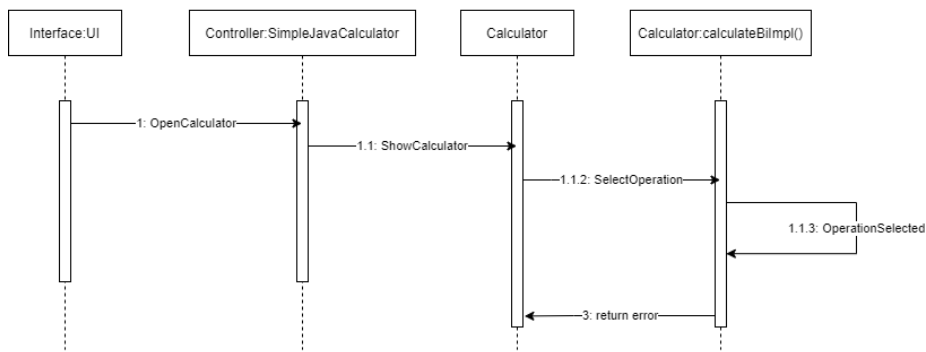 Interface:UI
Controller:SimpleJavaCalculator
Calculator
Calculator:calculateBiImpl()
1: OpenCalculator
1.1: ShowCalculator
1.1.2: SelectOperation
1.1.3: OperationSelected
3: return error